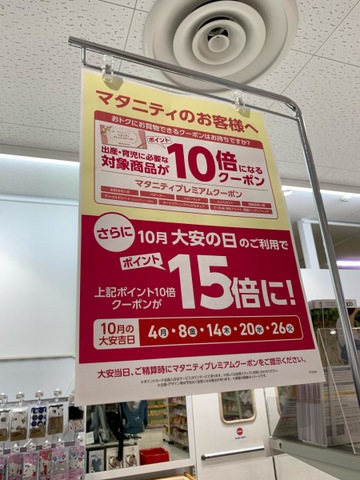 マタニティのお客様へ
おトクにお買物できるクーポンはお持ちですか?
出産・育児に必要な
対象商品が
ポイント
10倍になる
クーポン
マタニティプレミアムクーポン
さらに
10月 大安の日 のご利用で
上記ポイント10倍
クーポンが
ポイント
15倍に!
10月の
大安吉日
4月・8金・14木・20水・26火
大安当日、ご精算時にマタニティプレミアムクーポンをご提示ください。